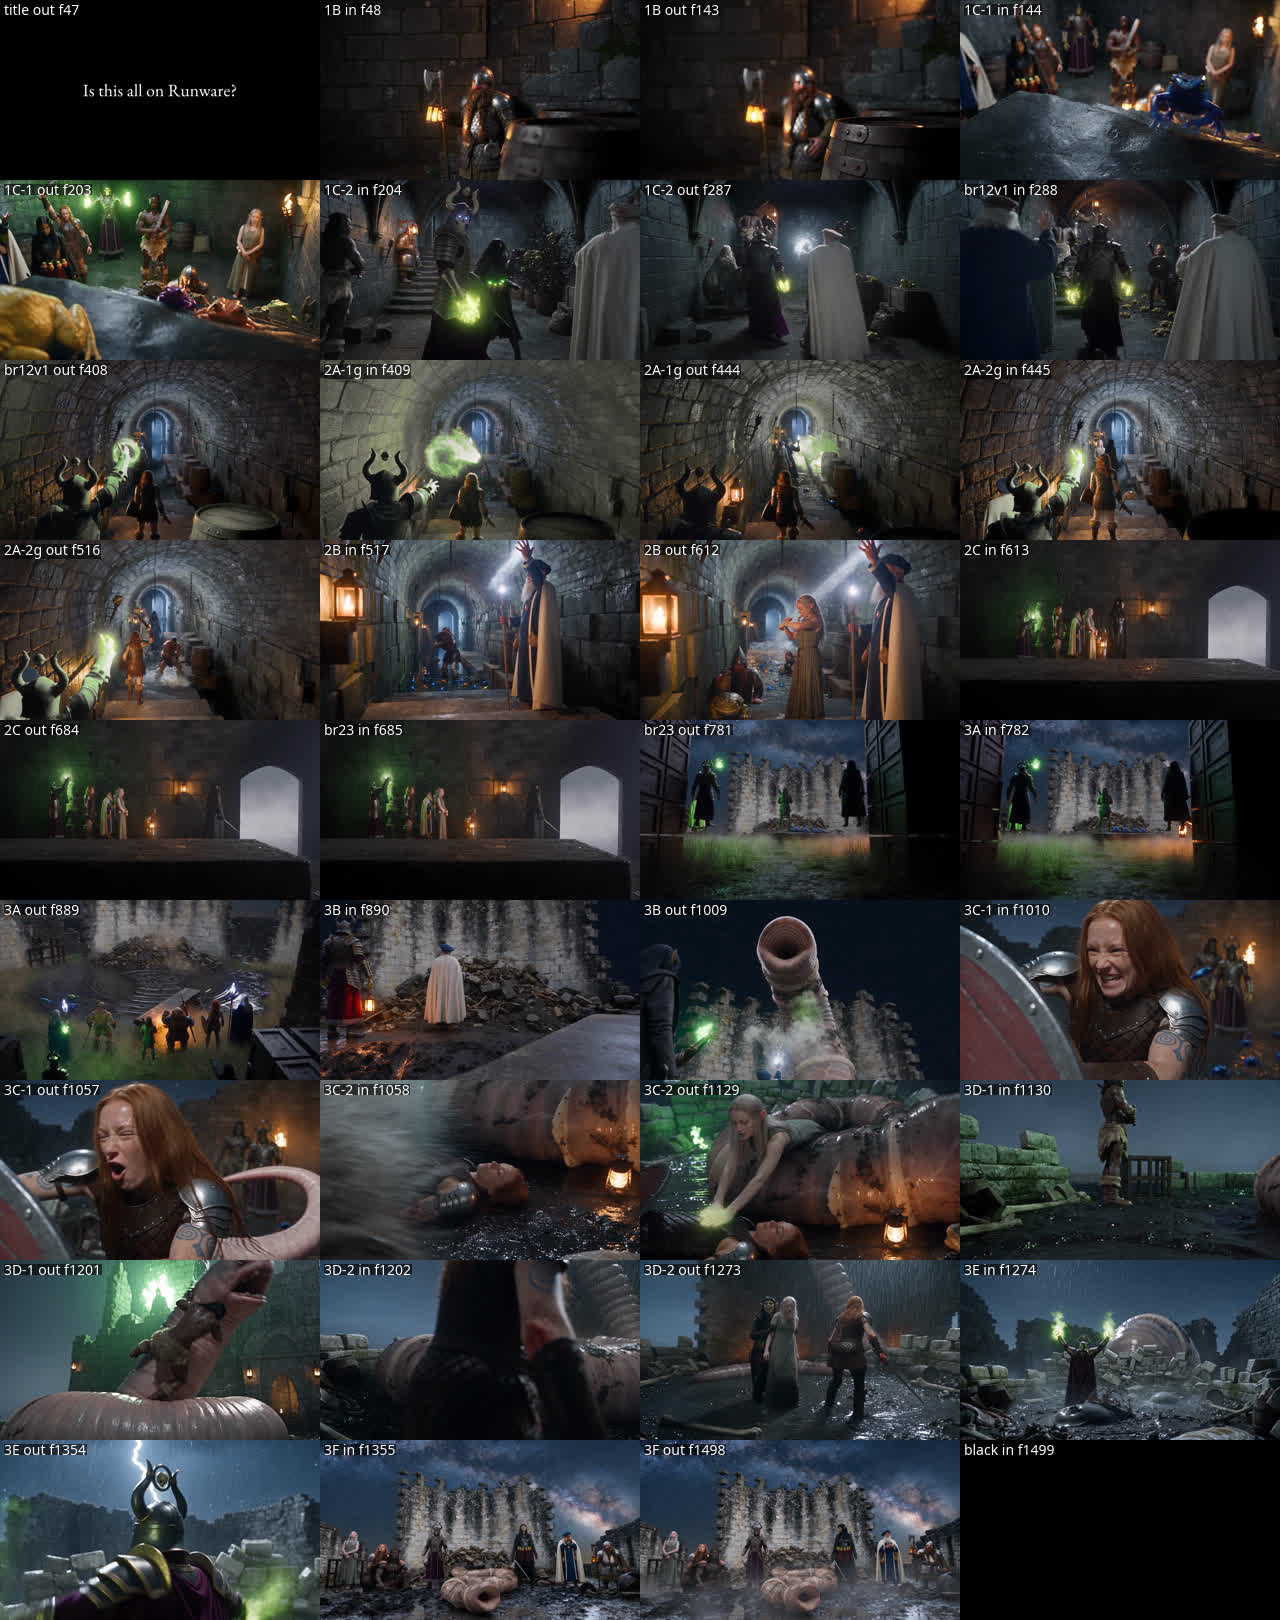 title out f47
1B in f48
1B out f143
1C-1 in f144
Is this all on Runware?
1C-1 out f203
1C-2 in f204
1C-2 out f287
br12v1 in f288
br12v1 out f408
2A-1g in f409
2A-1g out f444
2A-2g in f445
2A-2g out f516
2B in f517
2B out f612
2C in f613
2C out f684
br23 in f685
br23 out f781
3A in f782
3A out f889
3B in f890
3B out f1009
3C-1 in f1010
3C-1 out f1057
3C-2 in f1058
3C-2 out f1129
3D-1 in f1130
3D-1 out f1201
3D-2 in f1202
3D-2 out f1273
3E in f1274
3E out f1354
3F in f1355
3F out f1498
black in f1499